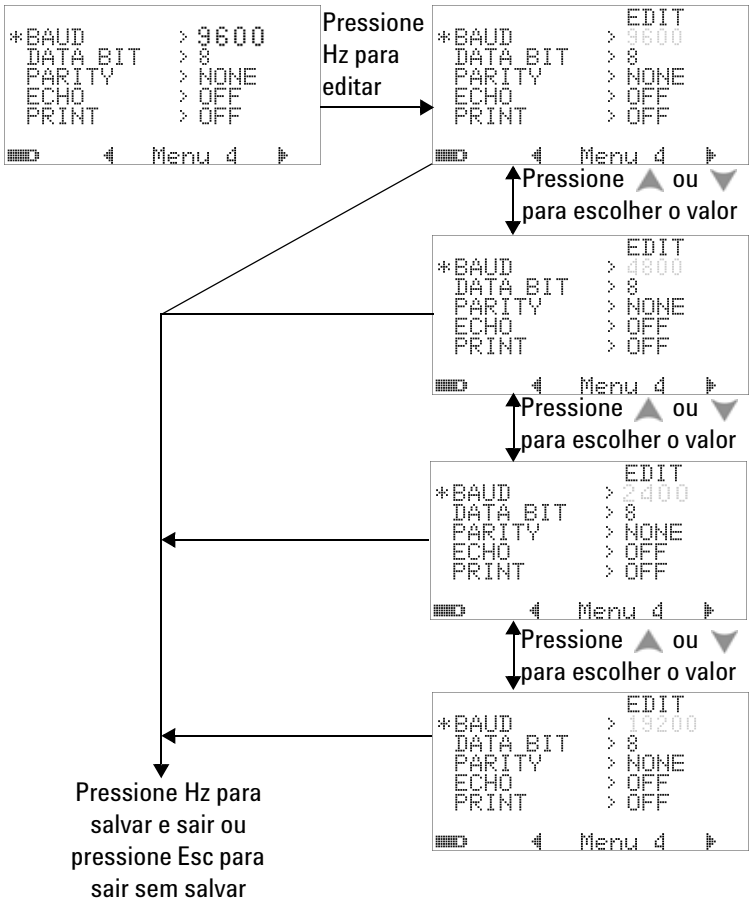 *BAUD > 9600
DATA BIT > 8
PARITY > NONE
ECHO > OFF
PRINT > OFF
Menu 4
Pressione
Hz para
editar
EDIT
*BAUD > 9600
DATA BIT > 8
PARITY > NONE
ECHO > OFF
PRINT > OFF
Menu 4
Pressione ou
para escolher o valor
EDIT
*BAUD > 4800
DATA BIT > 8
PARITY > NONE
ECHO > OFF
PRINT > OFF
Menu 4
Pressione ou
para escolher o valor
EDIT
*BAUD > 2400
DATA BIT > 8
PARITY > NONE
ECHO > OFF
PRINT > OFF
Menu 4
Pressione ou
para escolher o valor
EDIT
*BAUD > 19200
DATA BIT > 8
PARITY > NONE
ECHO > OFF
PRINT > OFF
Menu 4
Pressione Hz para
salvar e sair ou
pressione Esc para
sair sem salvar